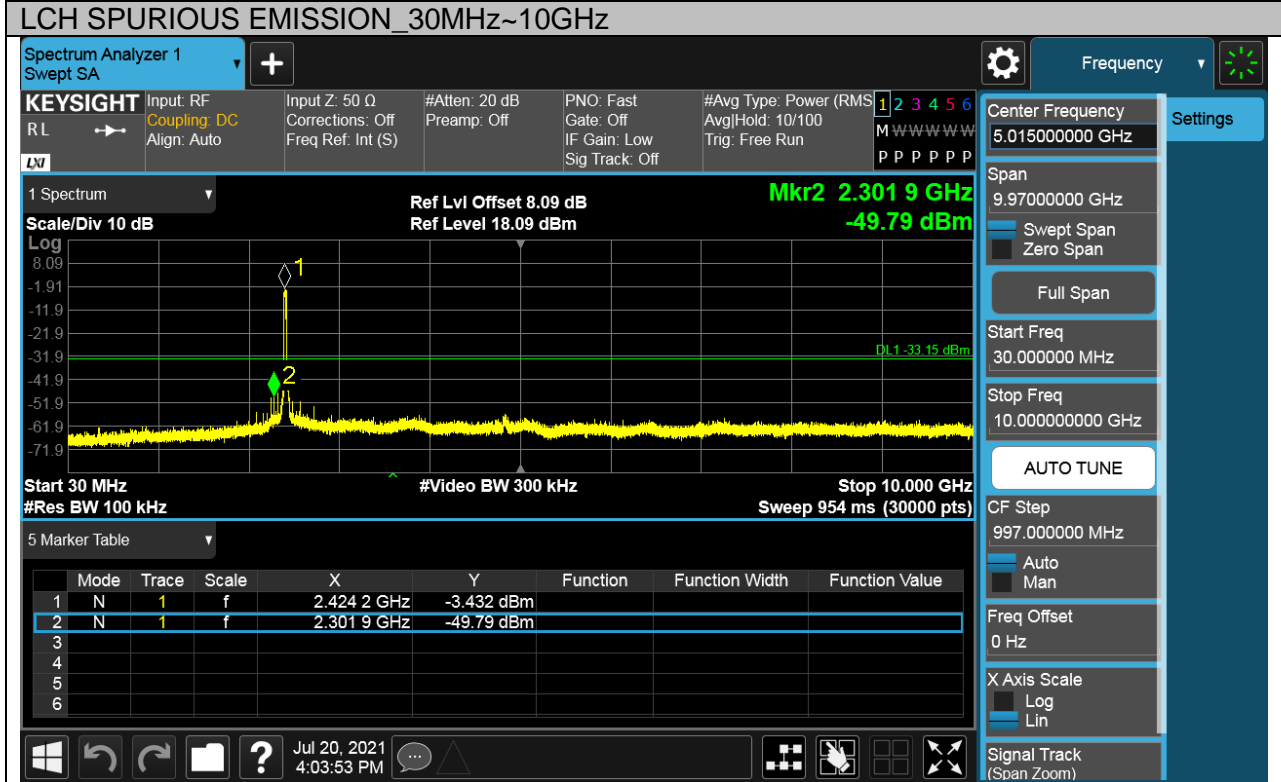 LCH SPURIOUS EMISSION_30MHz~10GHz
Spectrum Analyzer 1
Swept SA
+
Frequency
KEYSIGHT
RL
LXI
Input: RF
Coupling: DC
Align: Auto
Input Z: 50 Ω
Corrections: Off
Freq Ref: Int (S)
#Atten: 20 dB
Preamp: Off
PNO: Fast
Gate: Off
IF Gain: Low
Sig Track: Off
#Avg Type: Power (RMS
Avg|Hold: 10/100
Trig: Free Run
1 2 3 4 5 6
M W W W W W
P P P P P P
1 Spectrum
Scale/Div 10 dB
Ref Lvl Offset 8.09 dB
Ref Level 18.09 dBm
Mkr2 2.301 9 GHz
-49.79 dBm
Log
8.09
-1.91
-11.9
-21.9
-31.9
-41.9
-51.9
-61.9
-71.9
1
2
DL1 -33.15 dBm
Start 30 MHz
#Res BW 100 kHz
#Video BW 300 kHz
Stop 10.000 GHz
Sweep 954 ms (30000 pts)
5 Marker Table
Mode Trace Scale X Y Function Function Width Function Value
1 N 1 f 2.424 2 GHz -3.432 dBm
2 N 1 f 2.301 9 GHz -49.79 dBm
3
4
5
6
?
Jul 20, 2021
4:03:53 PM
Center Frequency
5.015000000 GHz
Settings
Span
9.97000000 GHz
Swept Span
Zero Span
Full Span
Start Freq
30.000000 MHz
Stop Freq
10.000000000 GHz
AUTO TUNE
CF Step
997.000000 MHz
Auto
Man
Freq Offset
0 Hz
X Axis Scale
Log
Lin
Signal Track
(Span Zoom)